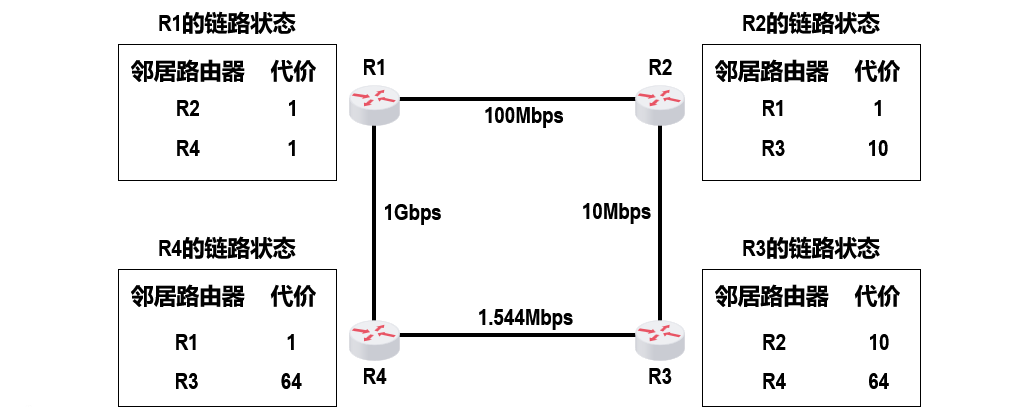 R1的链路状态
邻居路由器 代价
R2 1
R4 1
R2的链路状态
邻居路由器 代价
R1 1
R3 10
R1
R2
100Mbps
1Gbps
10Mbps
1.544Mbps
R4
R3
R4的链路状态
邻居路由器 代价
R1 1
R3 64
R3的链路状态
邻居路由器 代价
R2 10
R4 64